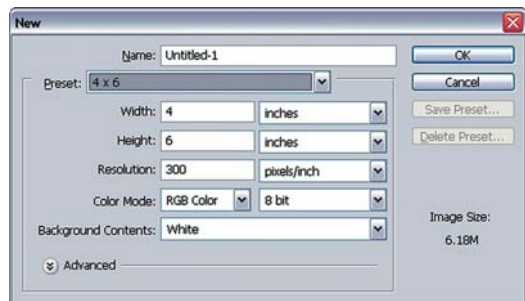 New
Name: Untitled-1
OK
Preset: 4 x 6
Cancel
Width: 4 inches
Save Preset...
Height: 6 inches
Delete Preset...
Resolution: 300 pixels/inch
Color Mode: RGB Color 8 bit
Image Size:
Background Contents: White
6.18M
Advanced